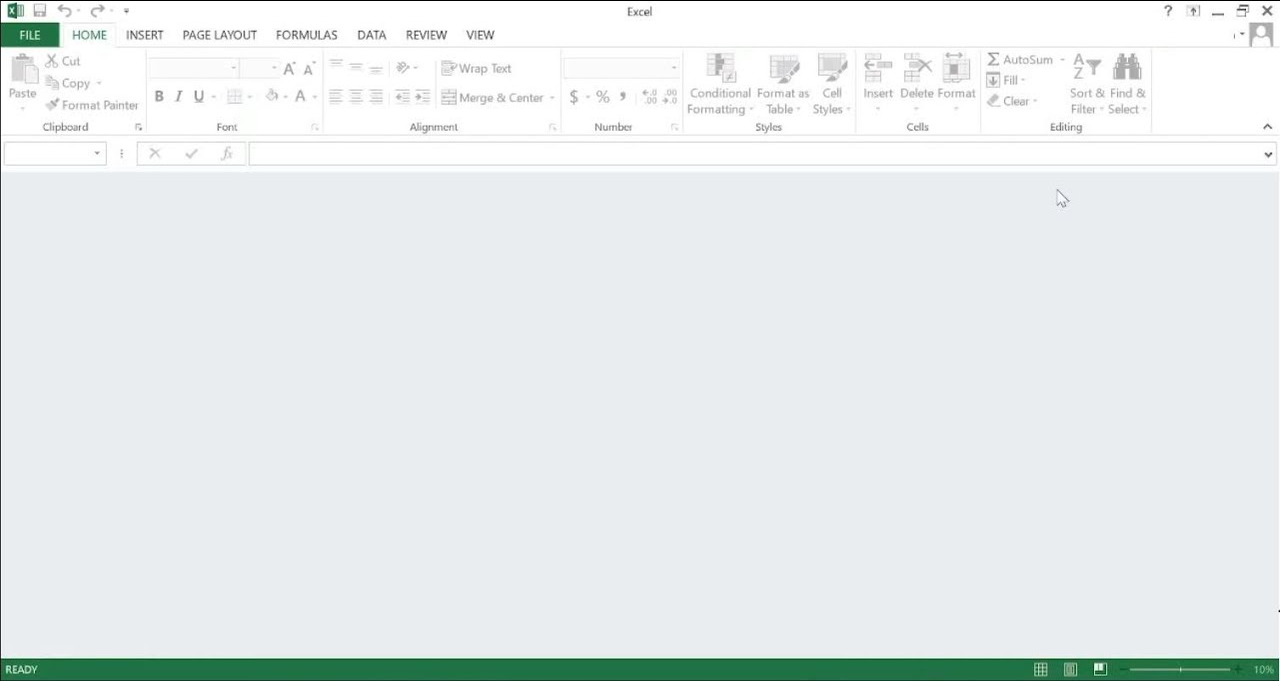 Excel
FILE HOME INSERT PAGE LAYOUT FORMULAS DATA REVIEW VIEW
Paste
Cut
Copy
Format Painter
Clipboard
B I U A
Font
Wrap Text
Merge & Center
Alignment
$ % ,
Number
Conditional Formatting
Format as Table
Cell Styles
Styles
Insert Delete Format
Cells
AutoSum
Fill
Clear
Sort & Filter
Find & Select
Editing
fx
READY
10%